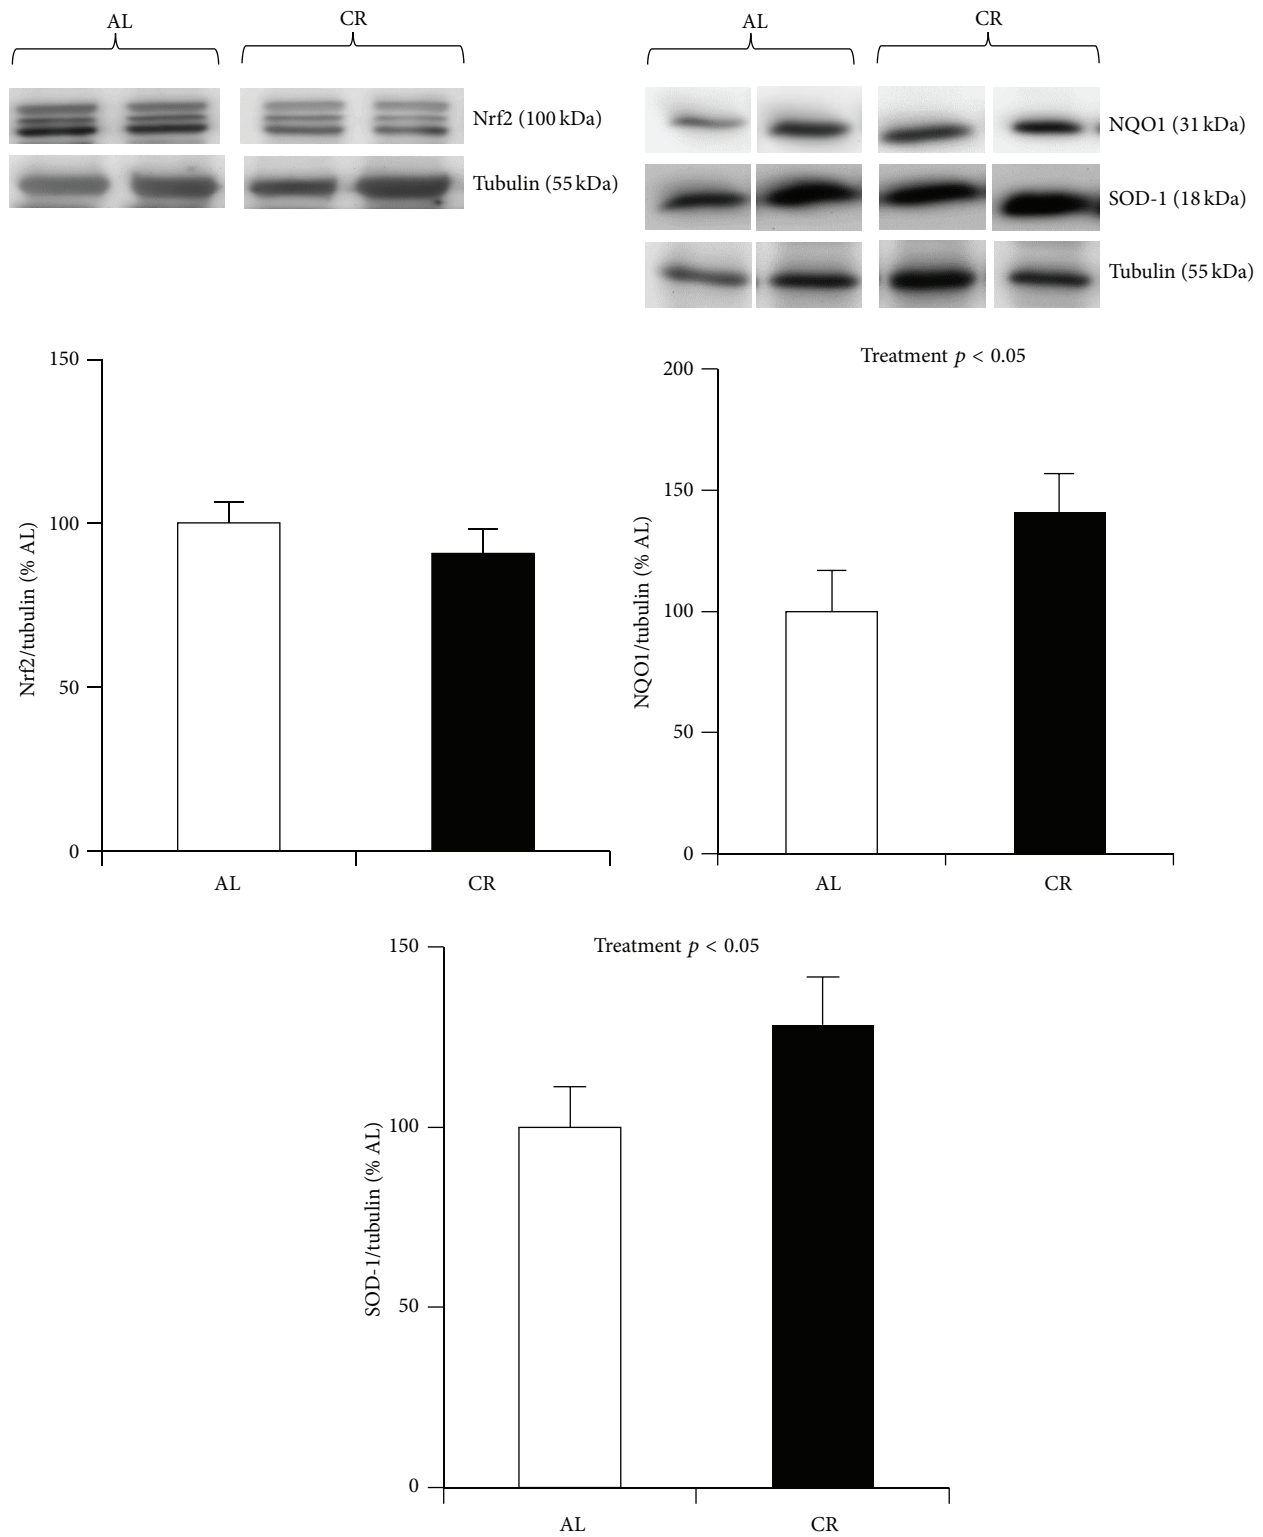 AL
CR
Nrf2 (100 kDa)
Tubulin (55 kDa)
AL
CR
NQO1 (31 kDa)
SOD-1 (18 kDa)
Tubulin (55 kDa)
150
100
50
0
Nrf2/tubulin (% AL)
AL
CR
Treatment p < 0.05
200
150
100
50
0
NQO1/tubulin (% AL)
AL
CR
Treatment p < 0.05
150
100
50
0
SOD-1/tubulin (% AL)
AL
CR